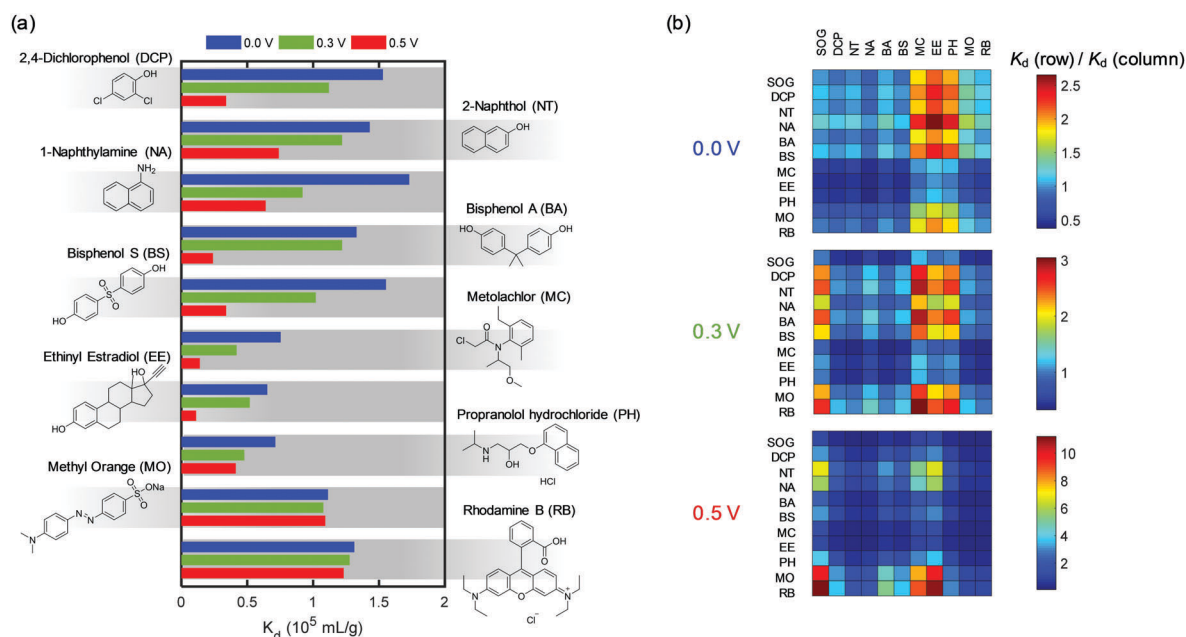 (a)
0.0 V 0.3 V 0.5 V
2,4-Dichlorophenol (DCP)
OH
Cl Cl
2-Naphthol (NT)
OH
1-Naphthylamine (NA)
NH2
Bisphenol A (BA)
HO OH
Bisphenol S (BS)
OH
S
O O
HO
Metolachlor (MC)
O
Cl N
O
Ethinyl Estradiol (EE)
H OH
HO
Propranolol hydrochloride (PH)
N
H
OH
O
HCl
Methyl Orange (MO)
O
S ONa
O
N
N
N
Rhodamine B (RB)
OH
O
N O N+
Cl-
0 0.5 1 1.5 2
Kd (10^5 mL/g)
(b)
SOG DCP NT NA BA BS MC EE PH MO RB
Kd (row) / Kd (column)
0.0 V
SOG
DCP
NT
NA
BA
BS
MC
EE
PH
MO
RB
2.5
2
1.5
1
0.5
0.3 V
SOG
DCP
NT
NA
BA
BS
MC
EE
PH
MO
RB
3
2
1
0.5 V
SOG
DCP
NT
NA
BA
BS
MC
EE
PH
MO
RB
10
8
6
4
2